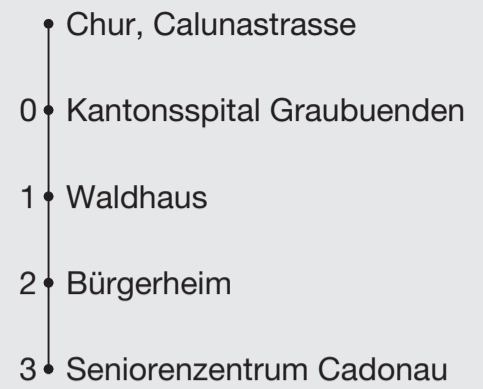 Chur, Calunastrasse
0 Kantonsspital Graubuenden
1 Waldhaus
2 Bürgerheim
3 Seniorenzentrum Cadonau